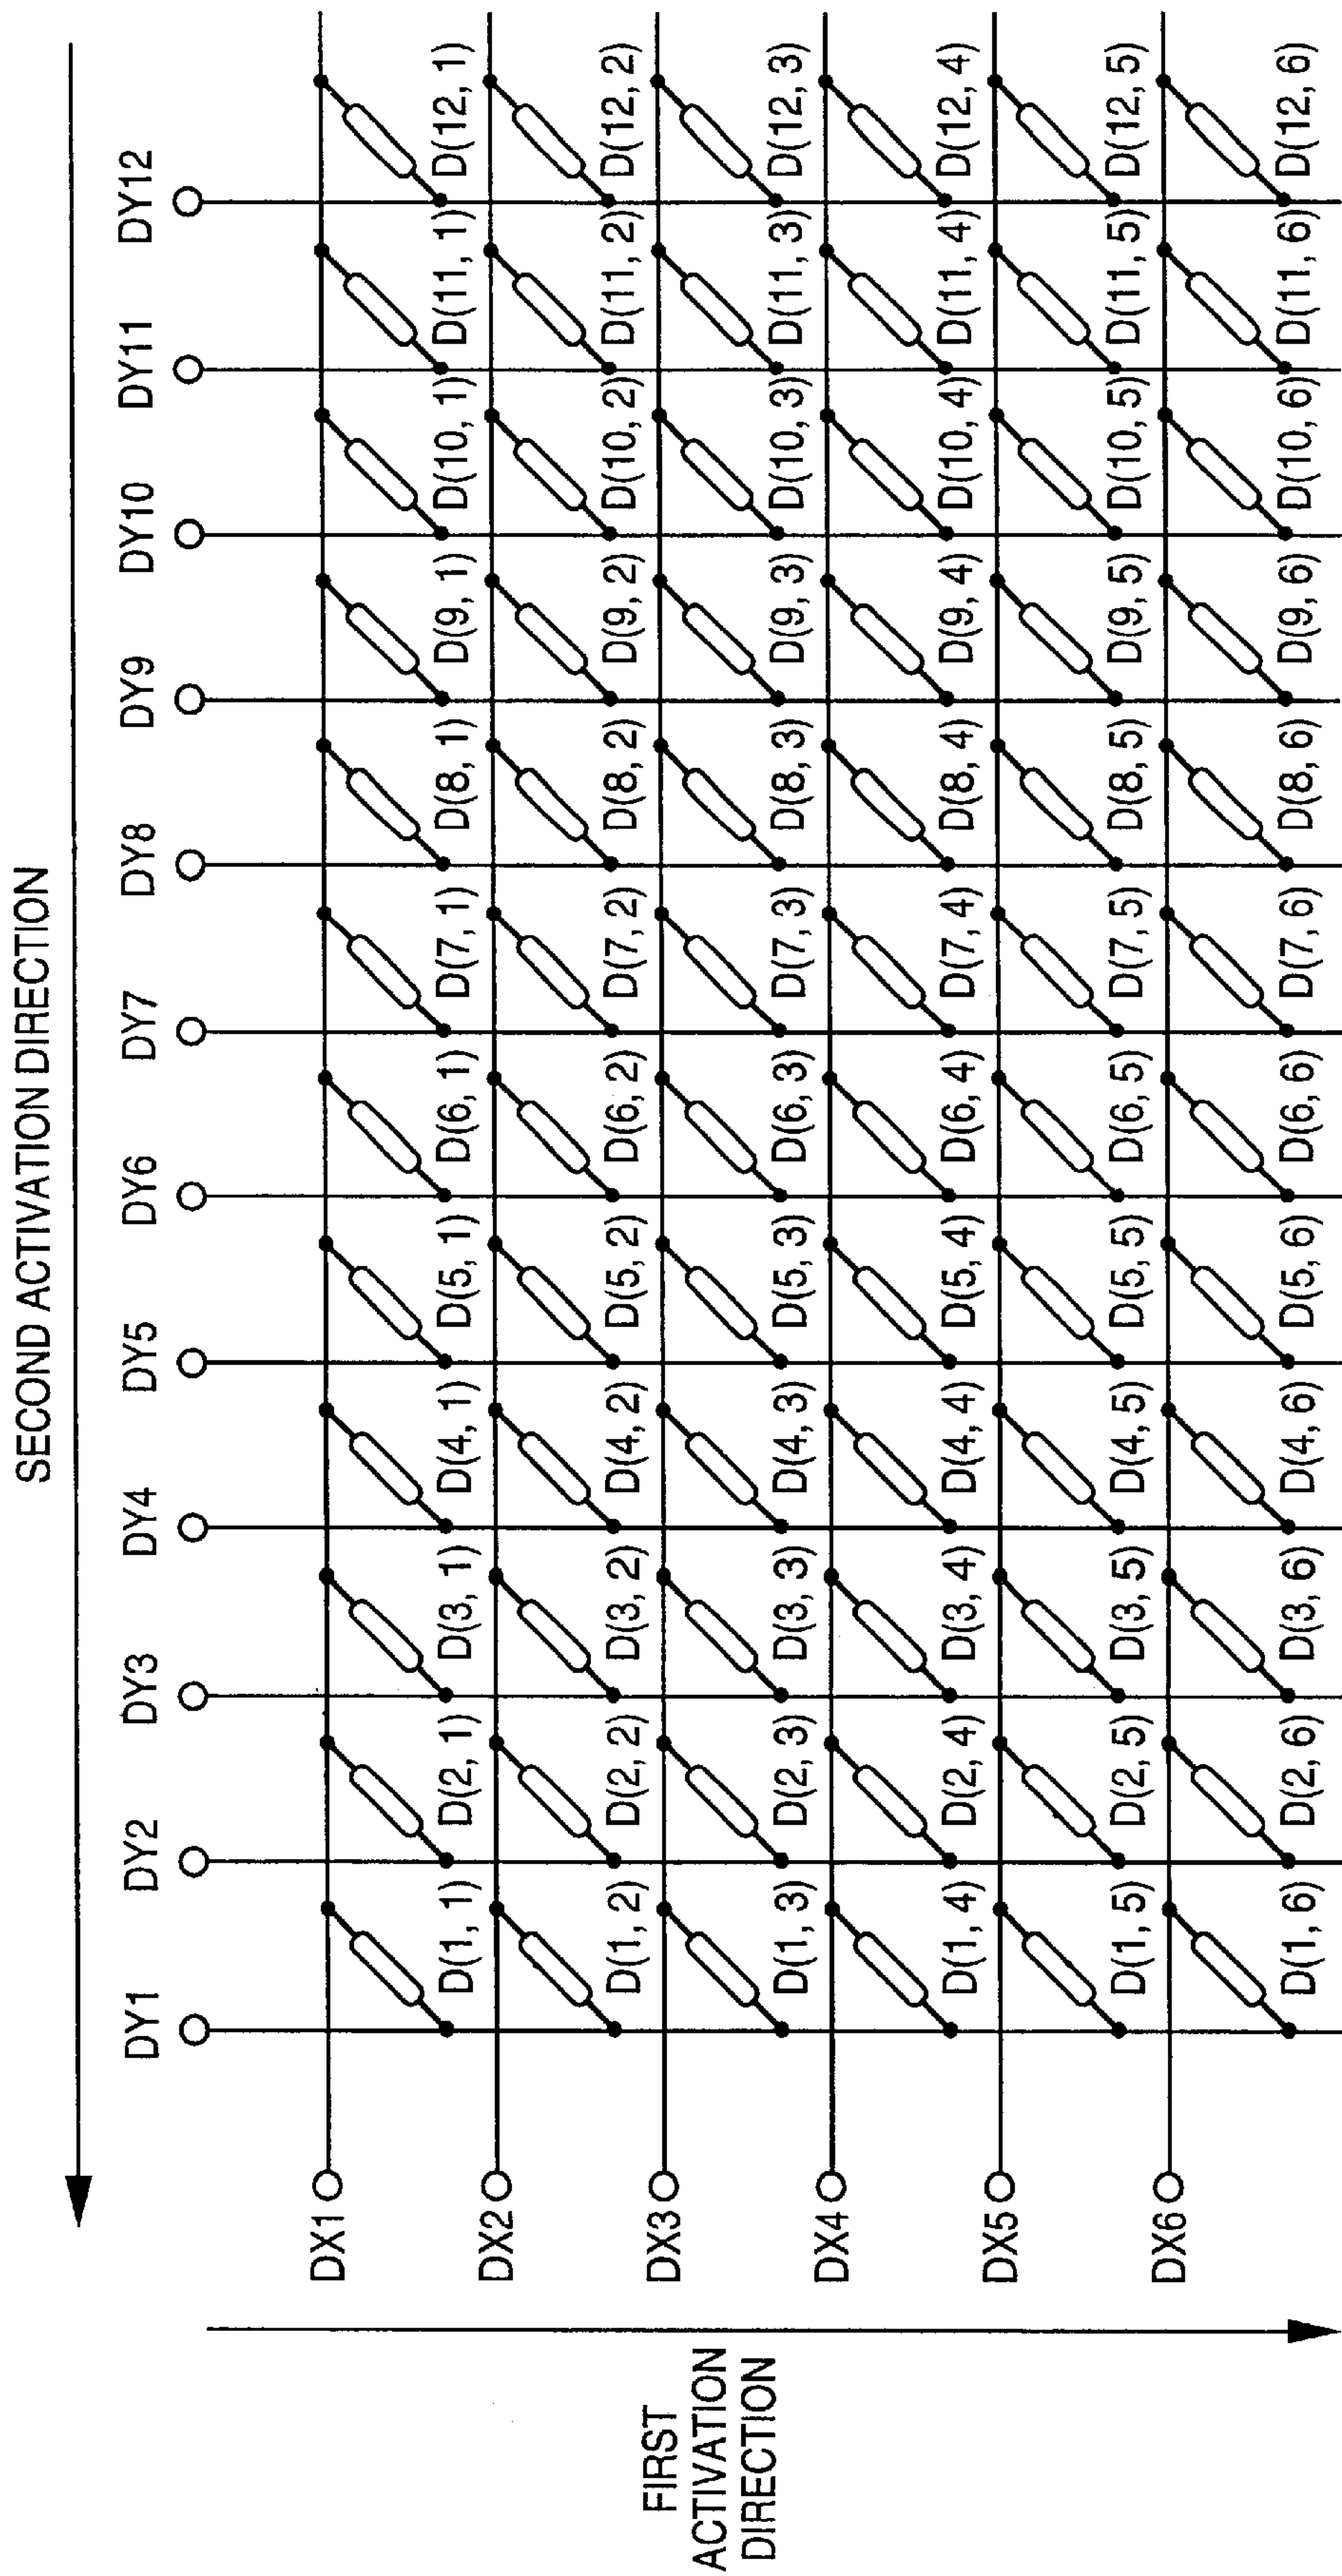 SECOND ACTIVATION DIRECTION
DY1 DY2 DY3 DY4 DY5 DY6 DY7 DY8 DY9 DY10 DY11 DY12
FIRST
ACTIVATION
DIRECTION
DX1
D(1, 1) D(2, 1) D(3, 1) D(4, 1) D(5, 1) D(6, 1) D(7, 1) D(8, 1) D(9, 1) D(10, 1) D(11, 1) D(12, 1)
DX2
D(1, 2) D(2, 2) D(3, 2) D(4, 2) D(5, 2) D(6, 2) D(7, 2) D(8, 2) D(9, 2) D(10, 2) D(11, 2) D(12, 2)
DX3
D(1, 3) D(2, 3) D(3, 3) D(4, 3) D(5, 3) D(6, 3) D(7, 3) D(8, 3) D(9, 3) D(10, 3) D(11, 3) D(12, 3)
DX4
D(1, 4) D(2, 4) D(3, 4) D(4, 4) D(5, 4) D(6, 4) D(7, 4) D(8, 4) D(9, 4) D(10, 4) D(11, 4) D(12, 4)
DX5
D(1, 5) D(2, 5) D(3, 5) D(4, 5) D(5, 5) D(6, 5) D(7, 5) D(8, 5) D(9, 5) D(10, 5) D(11, 5) D(12, 5)
DX6
D(1, 6) D(2, 6) D(3, 6) D(4, 6) D(5, 6) D(6, 6) D(7, 6) D(8, 6) D(9, 6) D(10, 6) D(11, 6) D(12, 6)